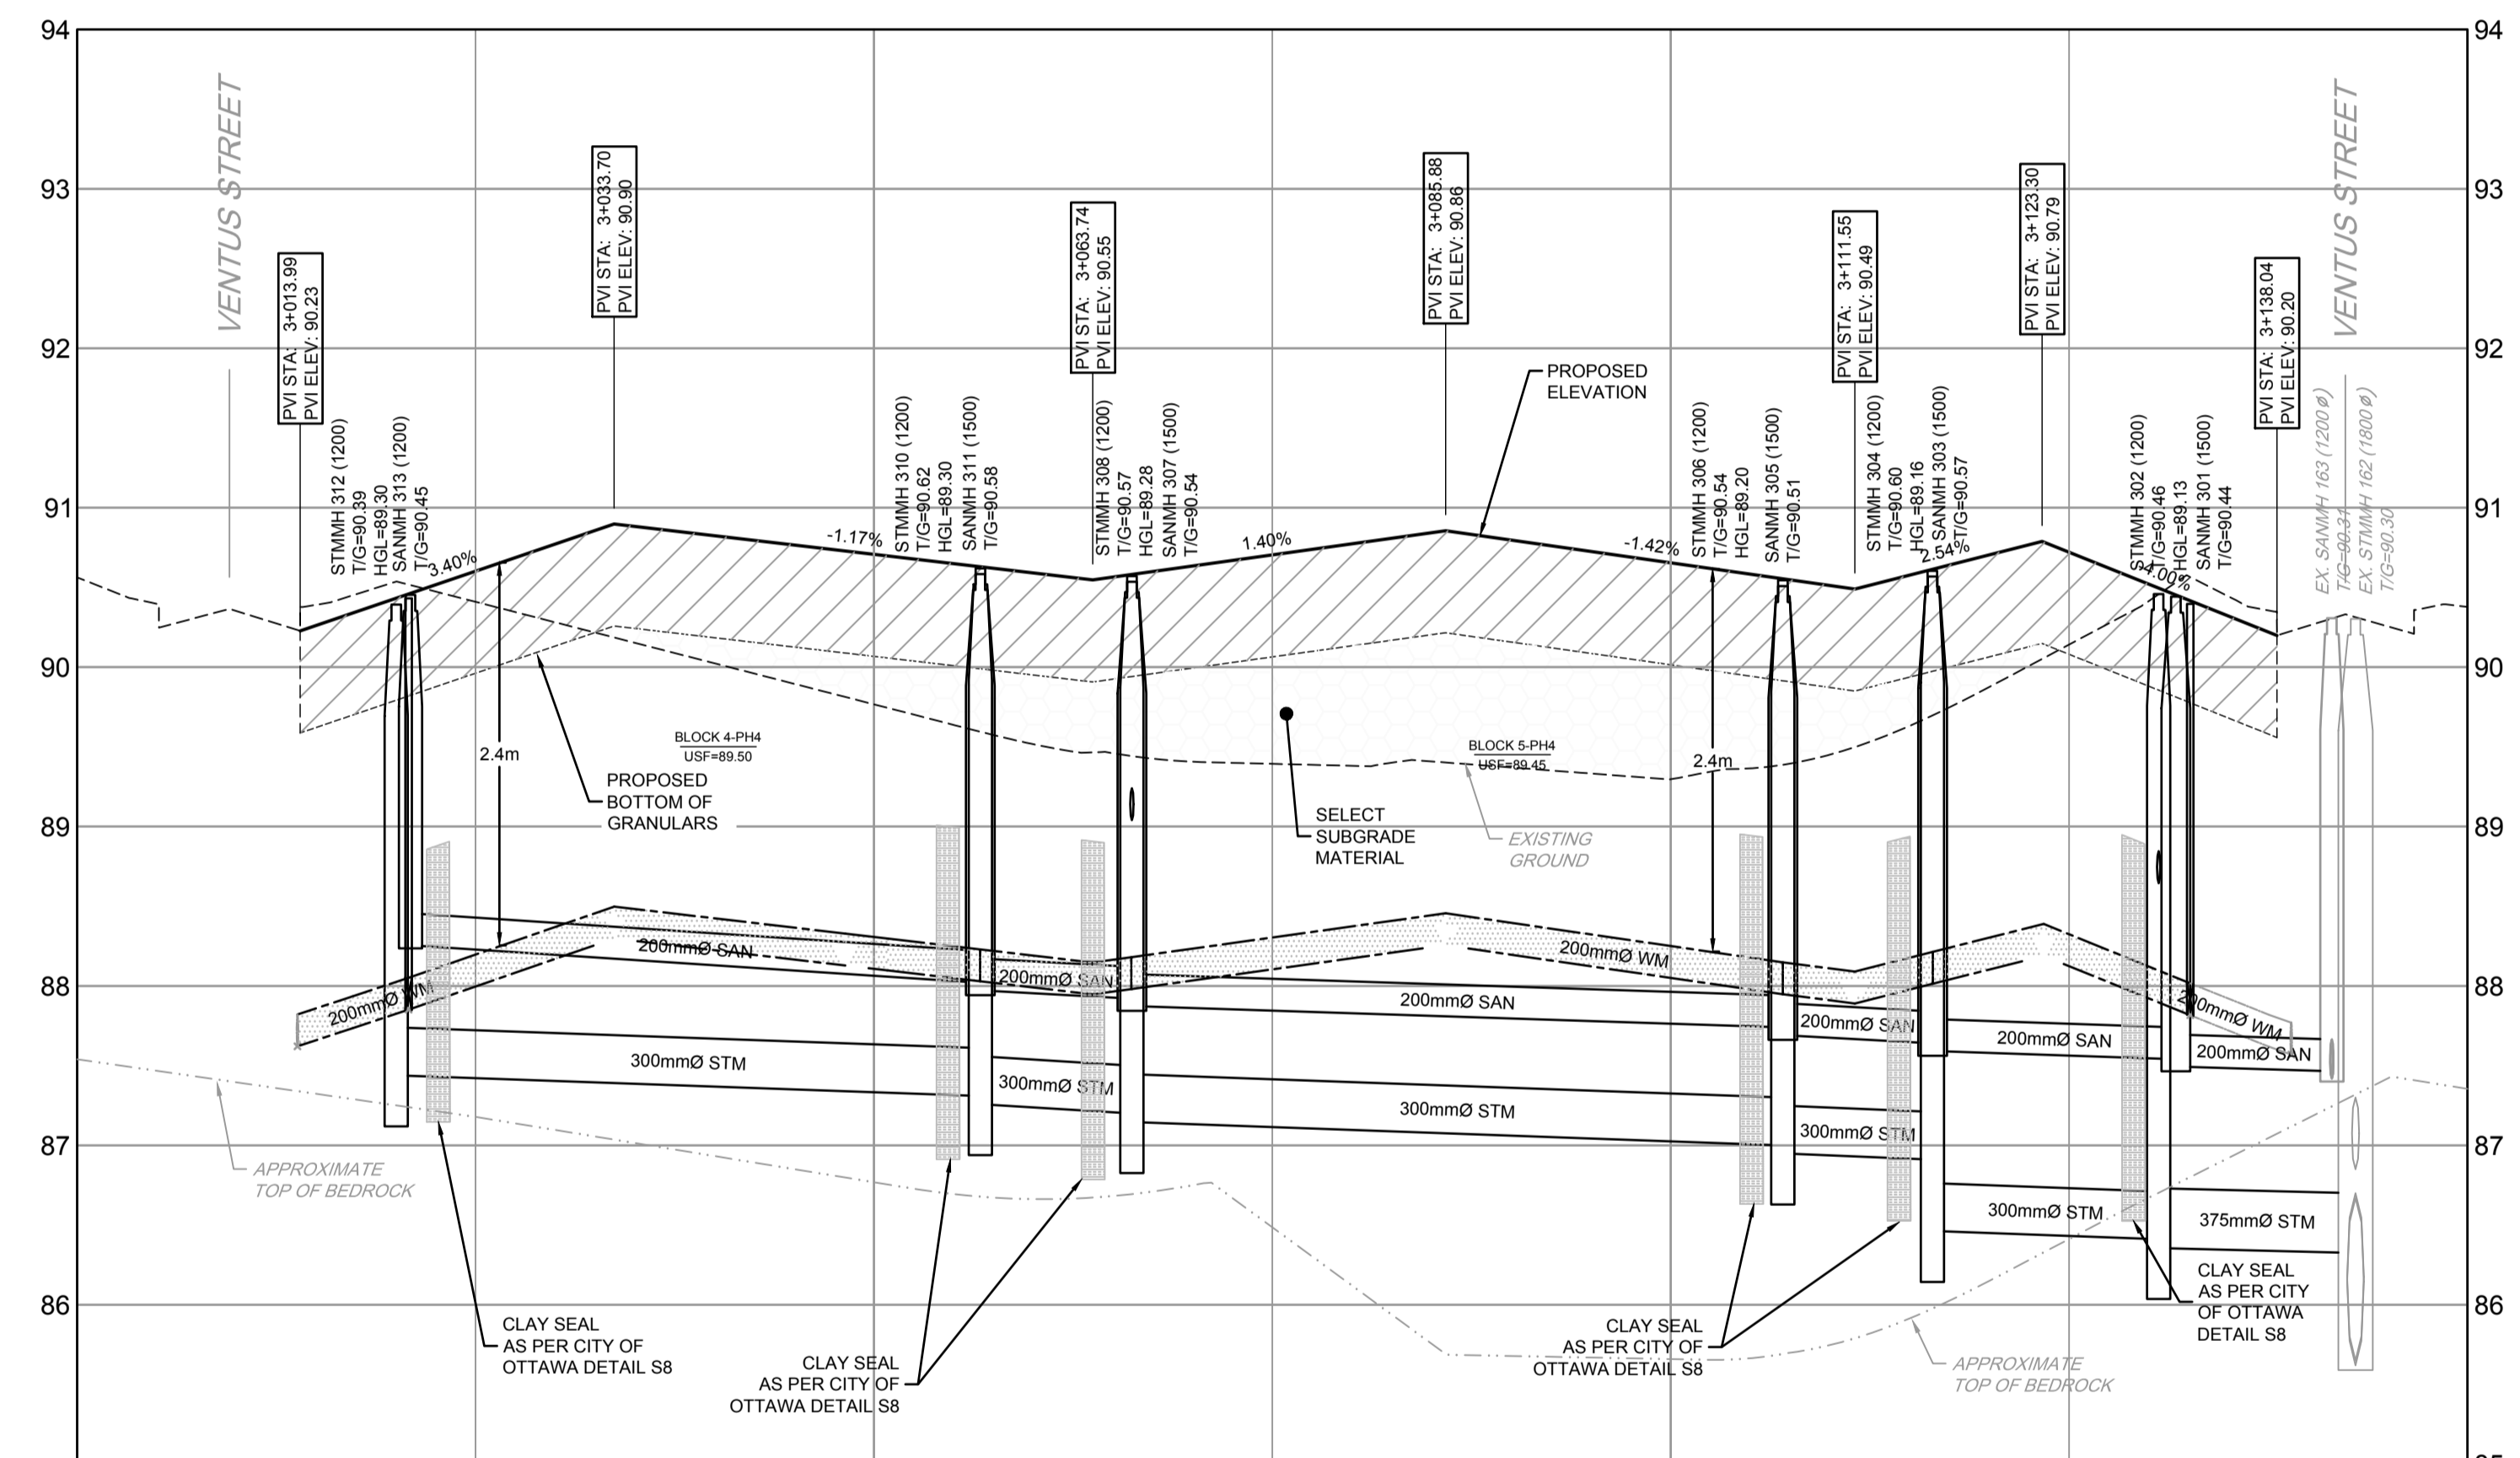 94
94
93
93
92
92
91
91
90
90
89
89
88
88
87
87
86
86
VENTUS STREET
PVI STA: 3+013.99
PVI ELEV: 90.23
STMMH 312 (1200)
T/G=90.39
HGL=89.30
SANMH 313 (1200)
T/G=90.45
3.40%
PVI STA: 3+033.70
PVI ELEV: 90.90
-1.17%
STMMH 310 (1200)
T/G=90.62
HGL=89.30
SANMH 311 (1500)
T/G=90.58
PVI STA: 3+063.74
PVI ELEV: 90.55
STMMH 308 (1200)
T/G=90.57
HGL=89.28
SANMH 307 (1500)
T/G=90.54
1.40%
PVI STA: 3+085.88
PVI ELEV: 90.86
PROPOSED
ELEVATION
-1.42%
STMMH 306 (1200)
T/G=90.54
HGL=89.20
SANMH 305 (1500)
T/G=90.51
PVI STA: 3+111.55
PVI ELEV: 90.49
STMMH 304 (1200)
T/G=90.60
HGL=89.16
SANMH 303 (1500)
T/G=90.57
2.54%
PVI STA: 3+123.30
PVI ELEV: 90.79
STMMH 302 (1200)
T/G=90.46
HGL=89.13
SANMH 301 (1500)
T/G=90.44
-4.00%
PVI STA: 3+138.04
PVI ELEV: 90.20
VENTUS STREET
EX. SANMH 163 (1200Ø)
T/G=90.31
EX. STMMH 162 (1800Ø)
T/G=90.30
2.4m
BLOCK 4-PH4
USF=89.50
PROPOSED
BOTTOM OF
GRANULARS
SELECT
SUBGRADE
MATERIAL
BLOCK 5-PH4
USF=89.45
EXISTING
GROUND
2.4m
200mmØ WM
200mmØ SAN
200mmØ SAN
200mmØ WM
200mmØ SAN
200mmØ SAN
200mmØ SAN
200mmØ WM
200mmØ SAN
300mmØ STM
300mmØ STM
300mmØ STM
300mmØ STM
300mmØ STM
375mmØ STM
APPROXIMATE
TOP OF BEDROCK
CLAY SEAL
AS PER CITY OF
OTTAWA DETAIL S8
CLAY SEAL
AS PER CITY OF
OTTAWA DETAIL S8
CLAY SEAL
AS PER CITY OF
OTTAWA DETAIL S8
CLAY SEAL
AS PER CITY
OF OTTAWA
DETAIL S8
APPROXIMATE
TOP OF BEDROCK